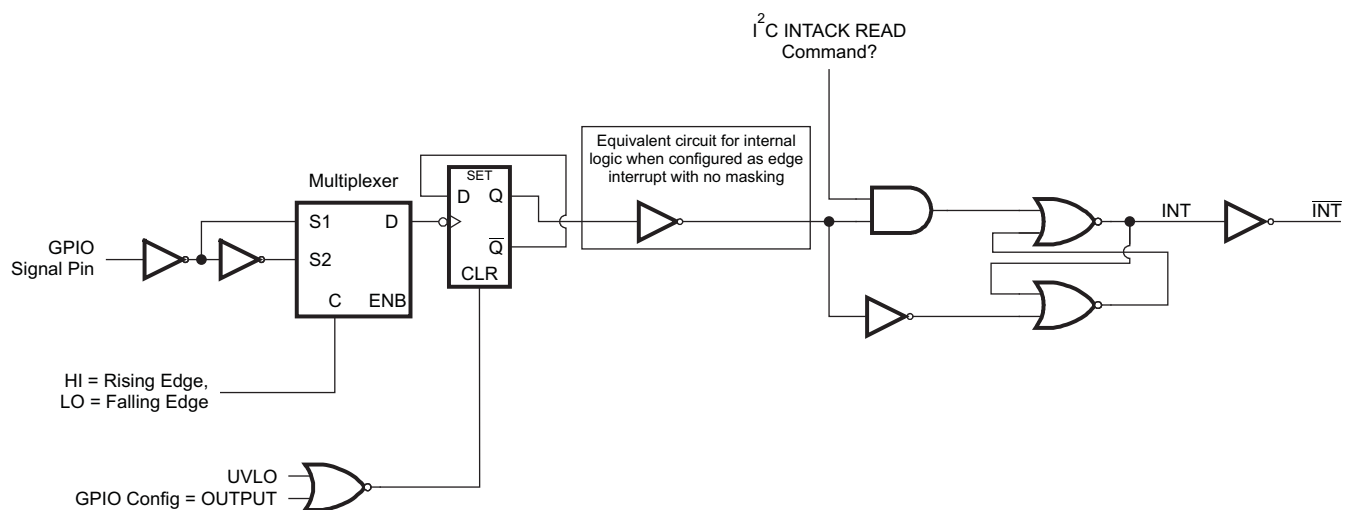 I²C INTACK READ
Command?
Equivalent circuit for internal
logic when configured as edge
interrupt with no masking
Multiplexer
SET
D Q
Q̅
CLR
S1 D
S2
C ENB
GPIO
Signal Pin
INT
I̅N̅T̅
HI = Rising Edge,
LO = Falling Edge
UVLO
GPIO Config = OUTPUT